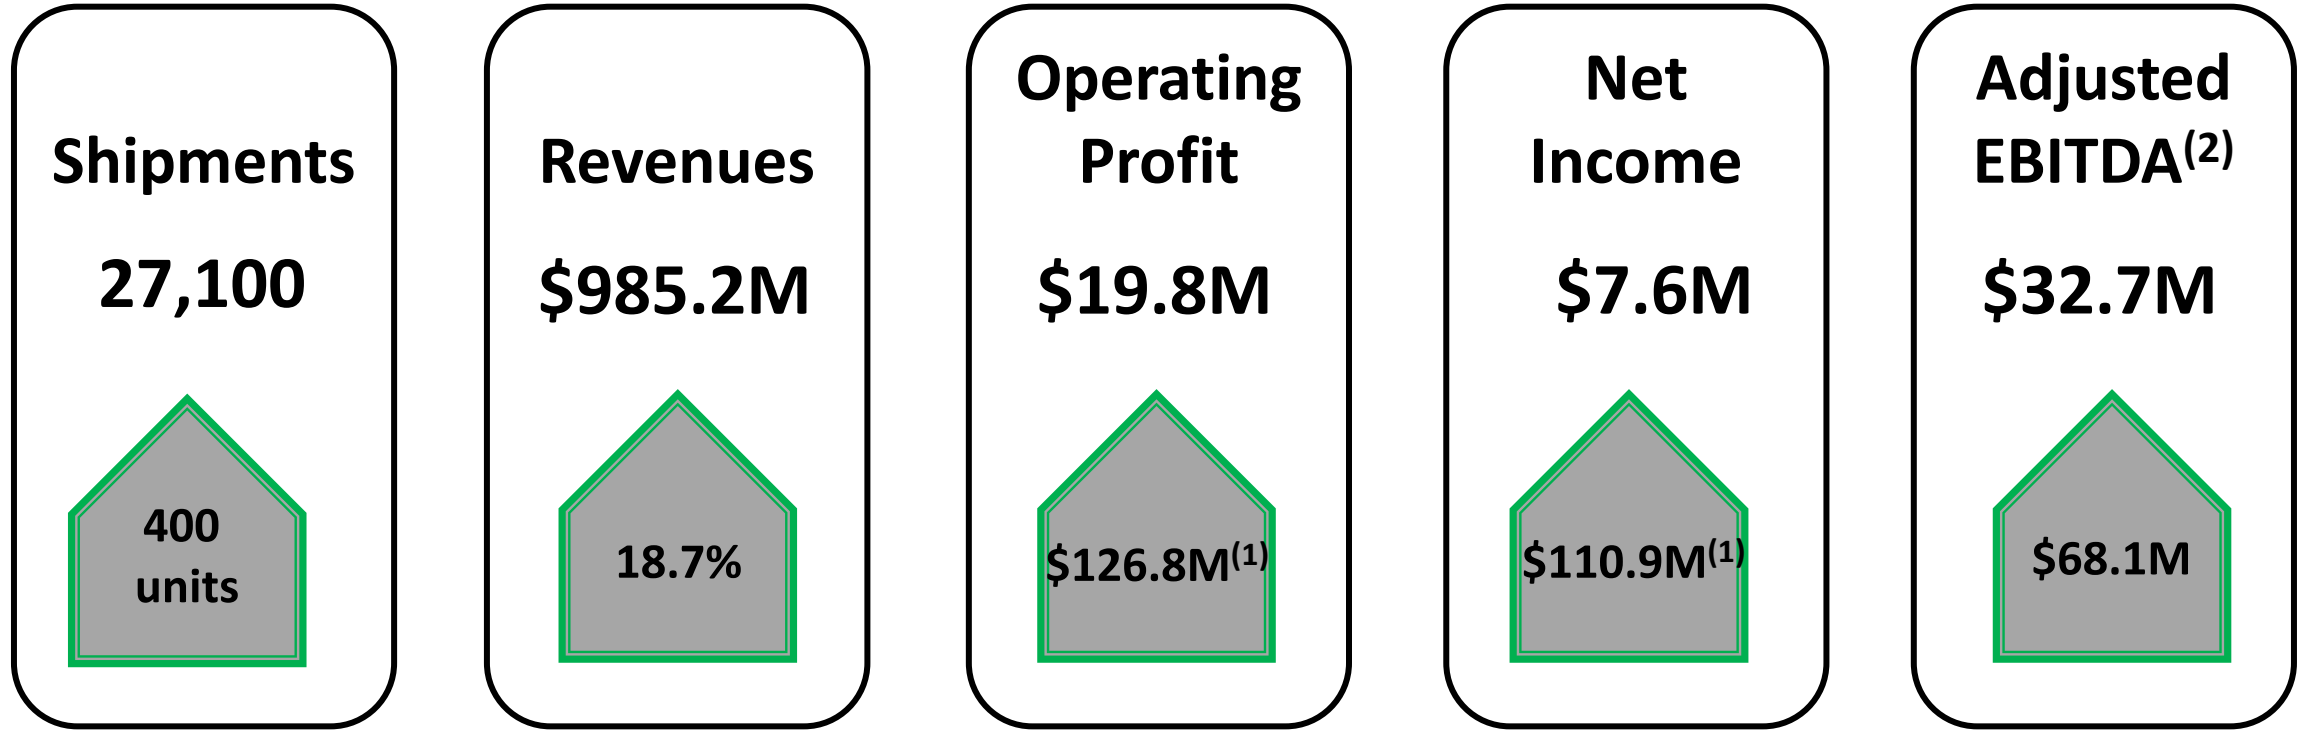 Shipments
27,100
400
units
Revenues
$985.2M
18.7%
Operating
Profit
$19.8M
$126.8M(1)
Net
Income
$7.6M
$110.9M(1)
Adjusted
EBITDA(2)
$32.7M
$68.1M